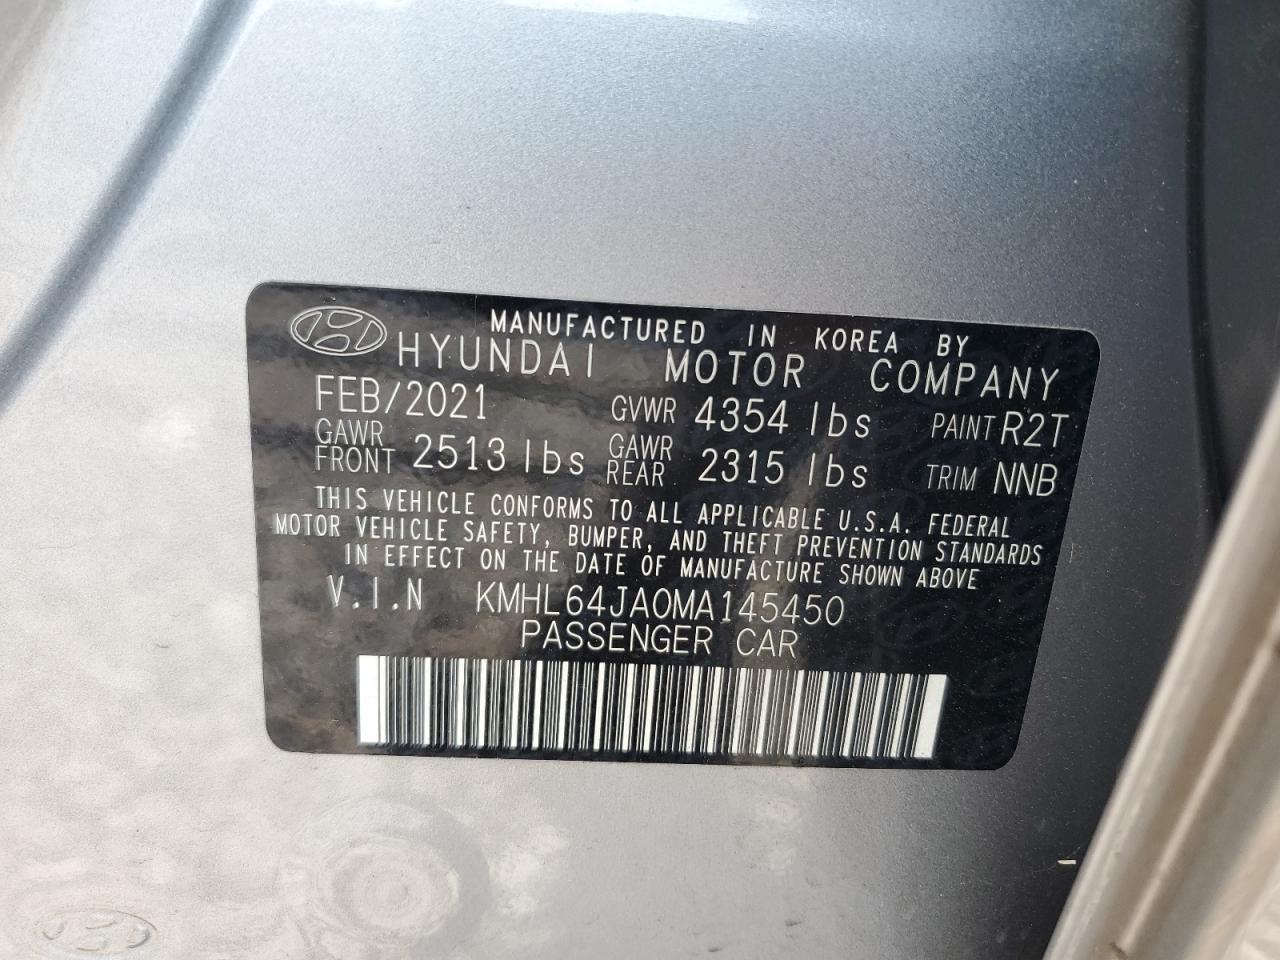 MANUFACTURED IN KOREA BY
HYUNDAI MOTOR COMPANY
FEB/2021 GVWR 4354 lbs PAINT R2T
GAWR FRONT 2513 lbs GAWR REAR 2315 lbs TRIM NNB
THIS VEHICLE CONFORMS TO ALL APPLICABLE U.S.A. FEDERAL
MOTOR VEHICLE SAFETY, BUMPER, AND THEFT PREVENTION STANDARDS
IN EFFECT ON THE DATE OF MANUFACTURE SHOWN ABOVE
V.I.N KMHL64JA0MA145450
PASSENGER CAR